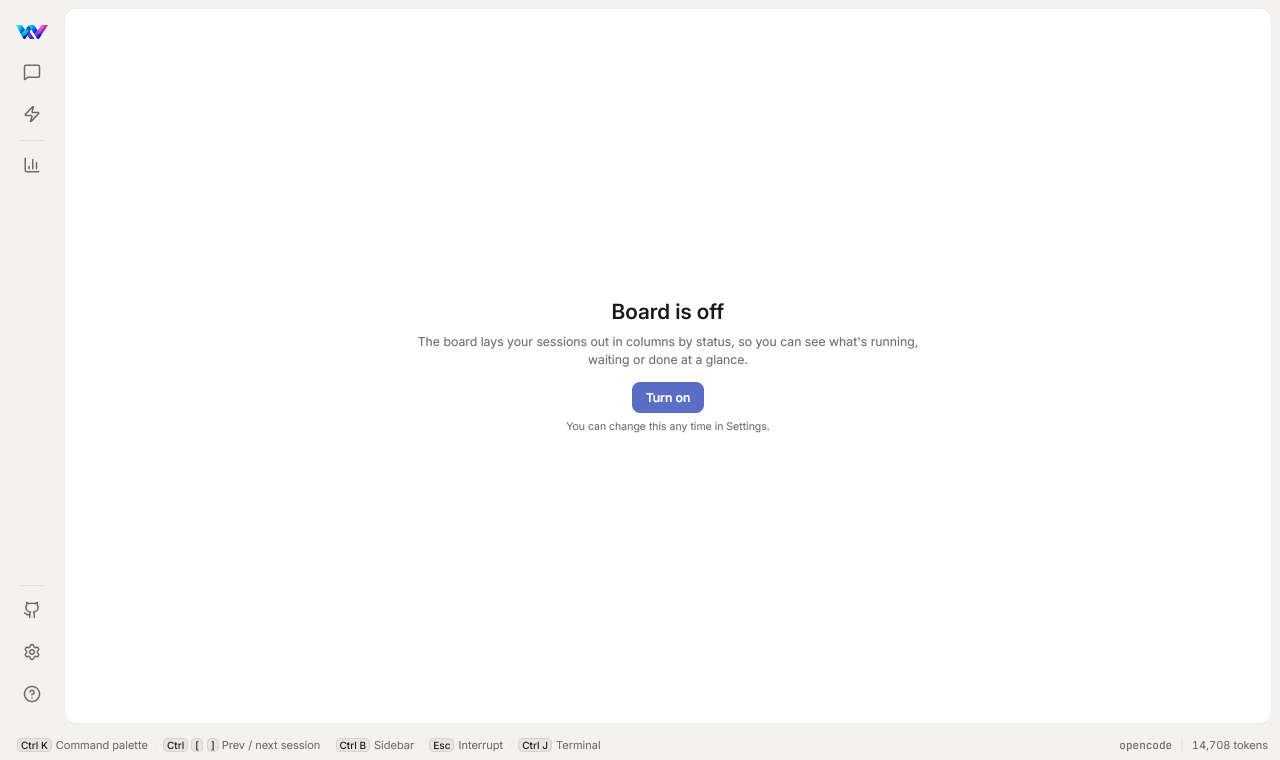 Board is off
The board lays your sessions out in columns by status, so you can see what's running,
waiting or done at a glance.
Turn on
You can change this any time in Settings.
Ctrl K Command palette Ctrl [ ] Prev / next session Ctrl B Sidebar Esc Interrupt Ctrl J Terminal opencode 14,708 tokens